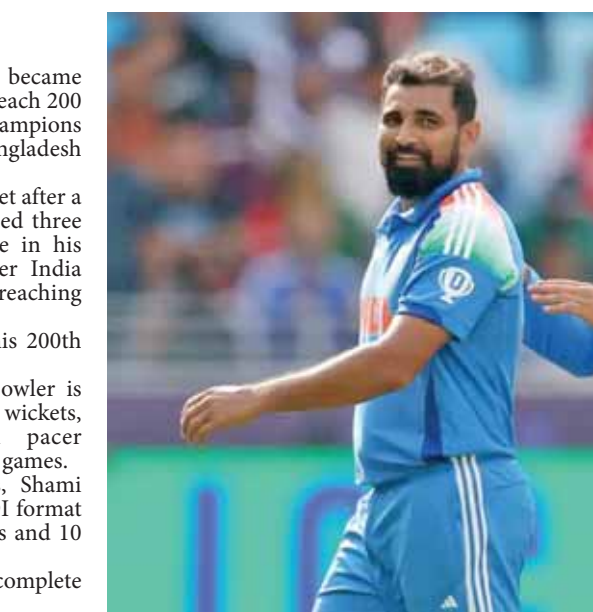 became
each 200
ampions
ngladesh
et after a
ed three
e in his
er India
reaching
is 200th
owler is
wickets,
pacer
games.
, Shami
I format
s and 10
complete